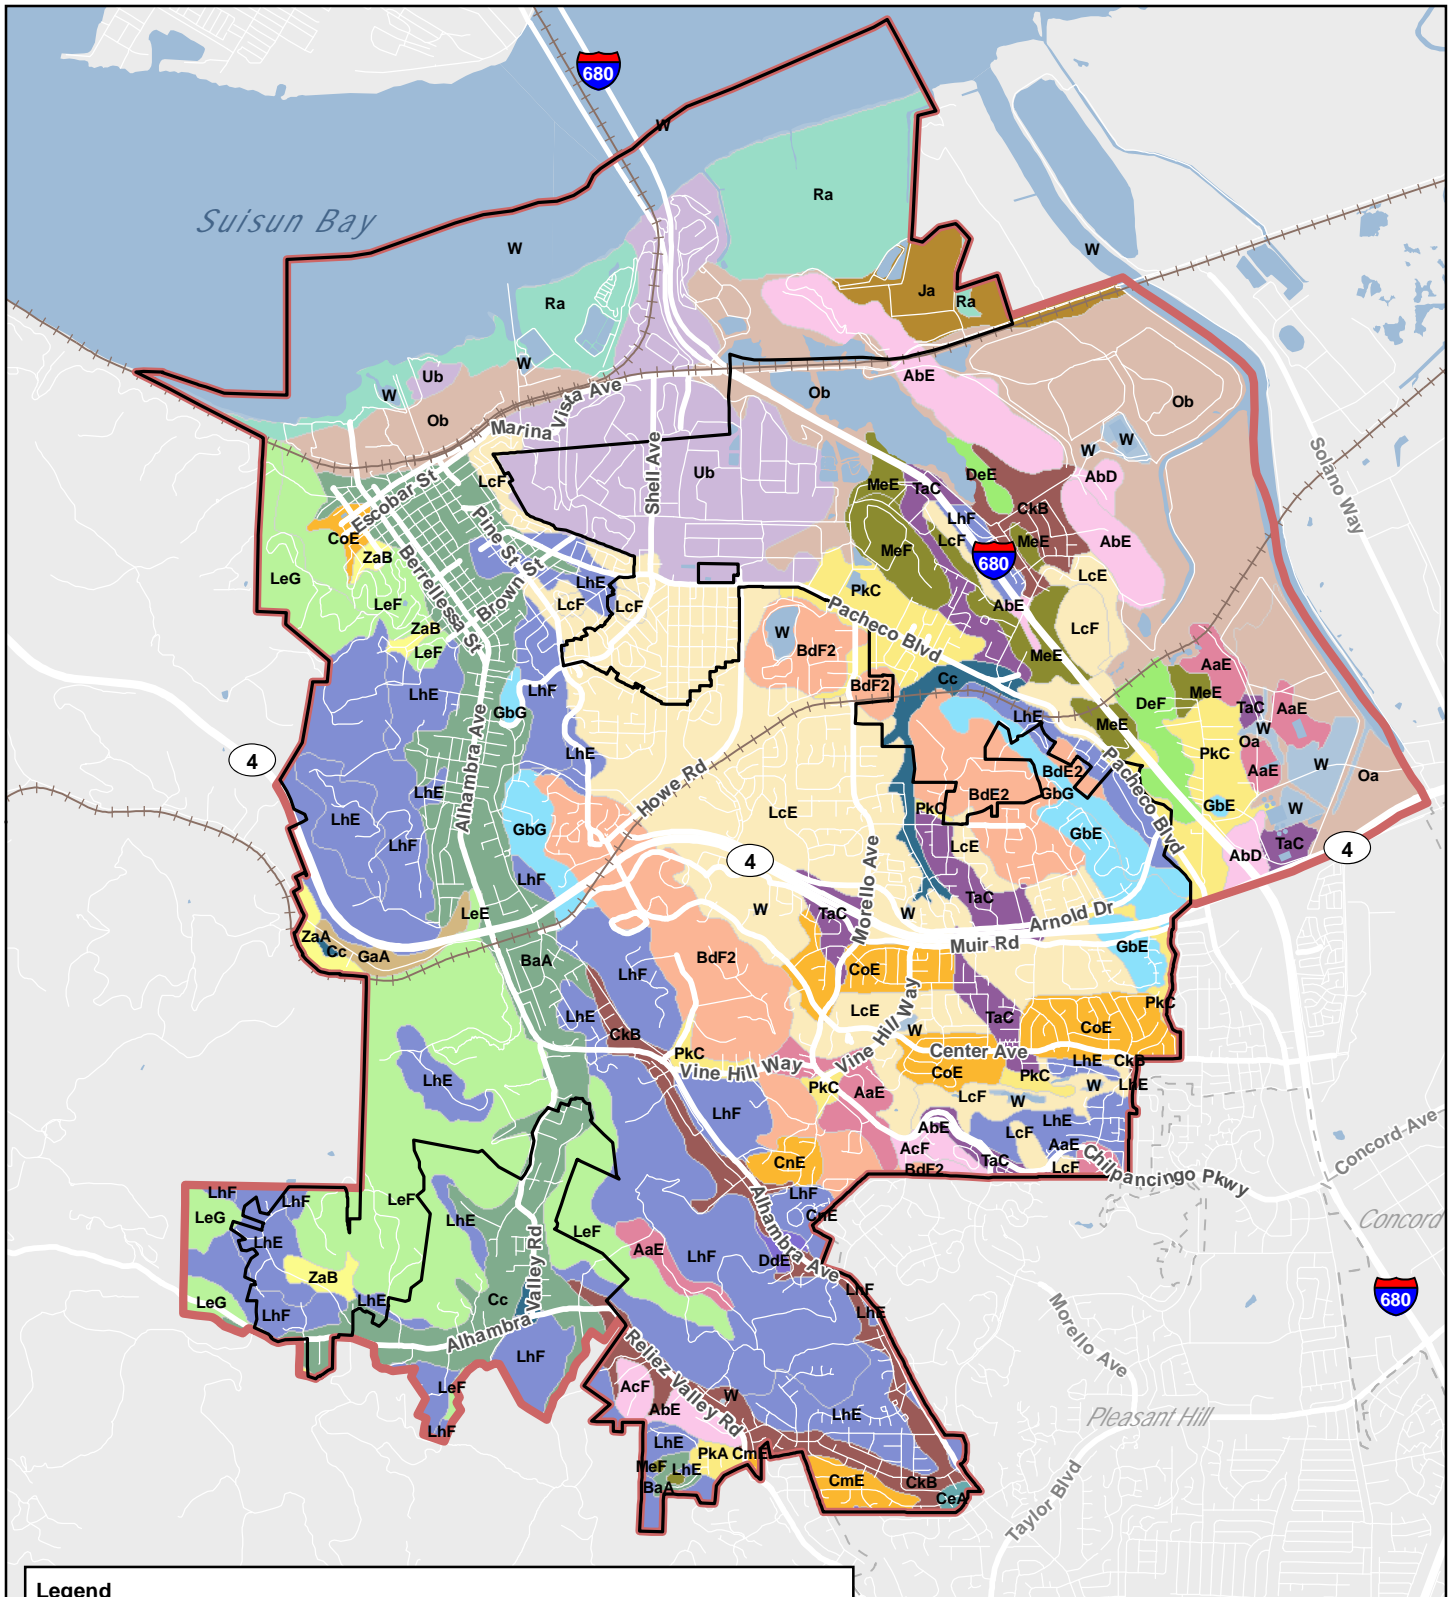 680
W
Ra
Suisun Bay
W
W
Ra
Ja
Ra
W
Ub
W
Ob
Marina Vista Ave
Ob
AbE
Ob
W
W
Solano Way
LcF
Shell Ave
Ub
MeE
TaC
DeE
AbD
Escobar St
CoE
ZaB
Pine St
LhF
CkB
LcF
MeE
AbE
MeF
680
LeG
Berrellesa St
Brown St
LhE
LcF
LcF
PkC
LcE
LeF
AbE
ZaB
LeF
W
BdF2
Pacheco Blvd
LcF
MeE
AaE
LhE
LhF
GbG
BdF2
Cc
LhE
MeE
DeF
MeE
TaC
AaE
W
4
LhE
Oa
PkC
W
AaE
Oa
Alhambra Ave
LhE
Howe Rd
BdE2
BdE2
GbG
Pacheco Blvd
LhE
GbG
LcE
PkC
GbE
GbE
W
LhF
LcE
4
Morello Ave
AbD
TaC
4
LhF
LeE
W
TaC
W
TaC
Arnold Dr
ZaA
Cc
GaA
Muir Rd
GbE
BaA
LhF
BdF2
CoE
LhE
CkB
LcE
Vine Hill Way
W
TaC
PkC
CoE
PkC
Vine Hill Way
Center Ave
LhE
CkB
LhE
PkC
AaE
CoE
PkC
W
LhE
LhF
LcF
W
LhE
AbE
LcF
AaE
Concord Ave
AcF
BdF2
TaC
LcF
Chilpancingo Pkwy
CnE
LhF
LeG
LhF
LeF
LhE
LeF
LhF
Alhambra Ave
CnE
Concord
LhE
AaE
LhF
DdE
ZaB
LhE
Cc
Alhambra Valley Rd
LeG
LhF
LhF
LhE
680
LhF
Morello Ave
Reliez Valley Rd
LeF
LhF
AcF
AbE
W
LhE
Pleasant Hill
LhE
PkA
CmE
MeF
LhE
BaA
CmE
CkB
CeA
Taylor Blvd
Legend